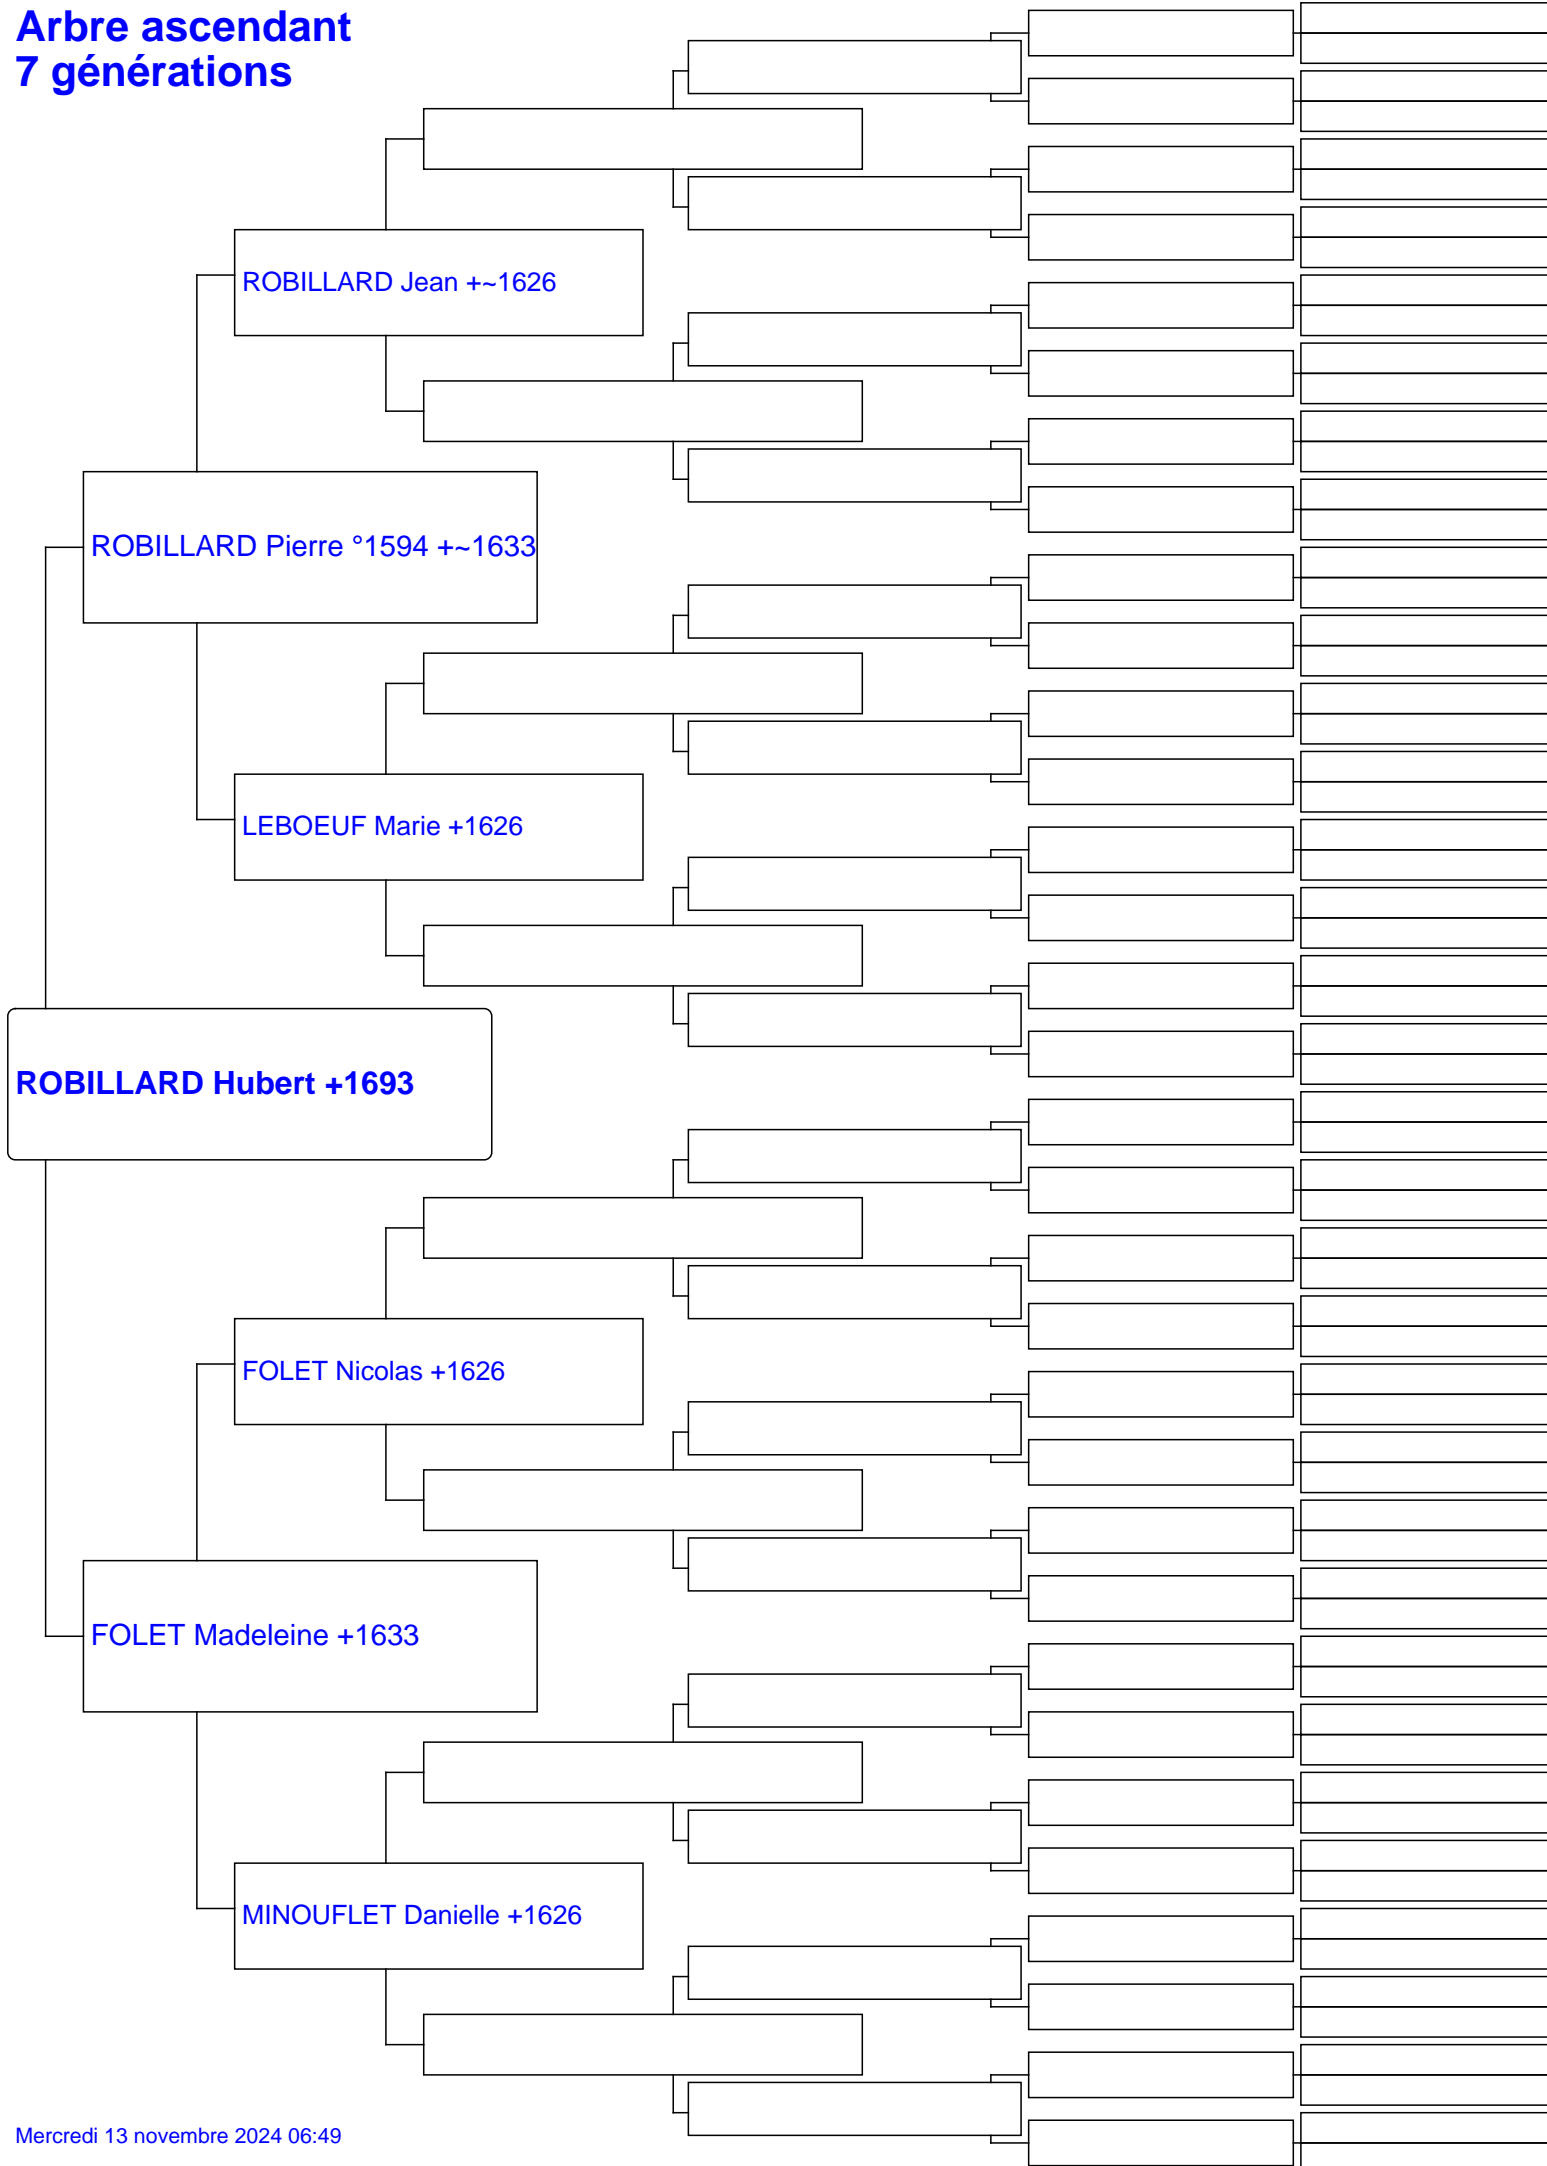 Arbre ascendant
7 générations
ROBILLARD Jean +~1626
ROBILLARD Pierre °1594 +~1633
LEBOEUF Marie +1626
ROBILLARD Hubert +1693
FOLET Nicolas +1626
FOLET Madeleine +1633
MINOUFLET Danielle +1626
Mercredi 13 novembre 2024 06:49